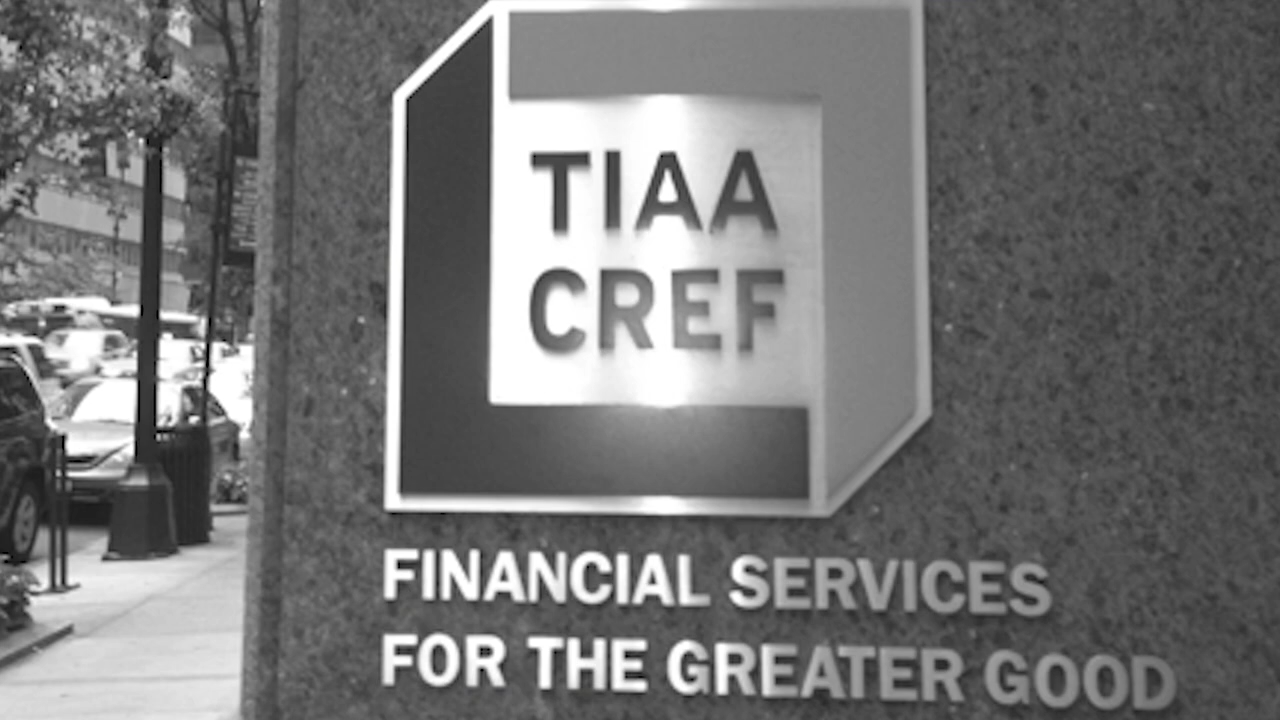 TIAA
CREF
FINANCIAL SERVICES
FOR THE GREATER GOOD